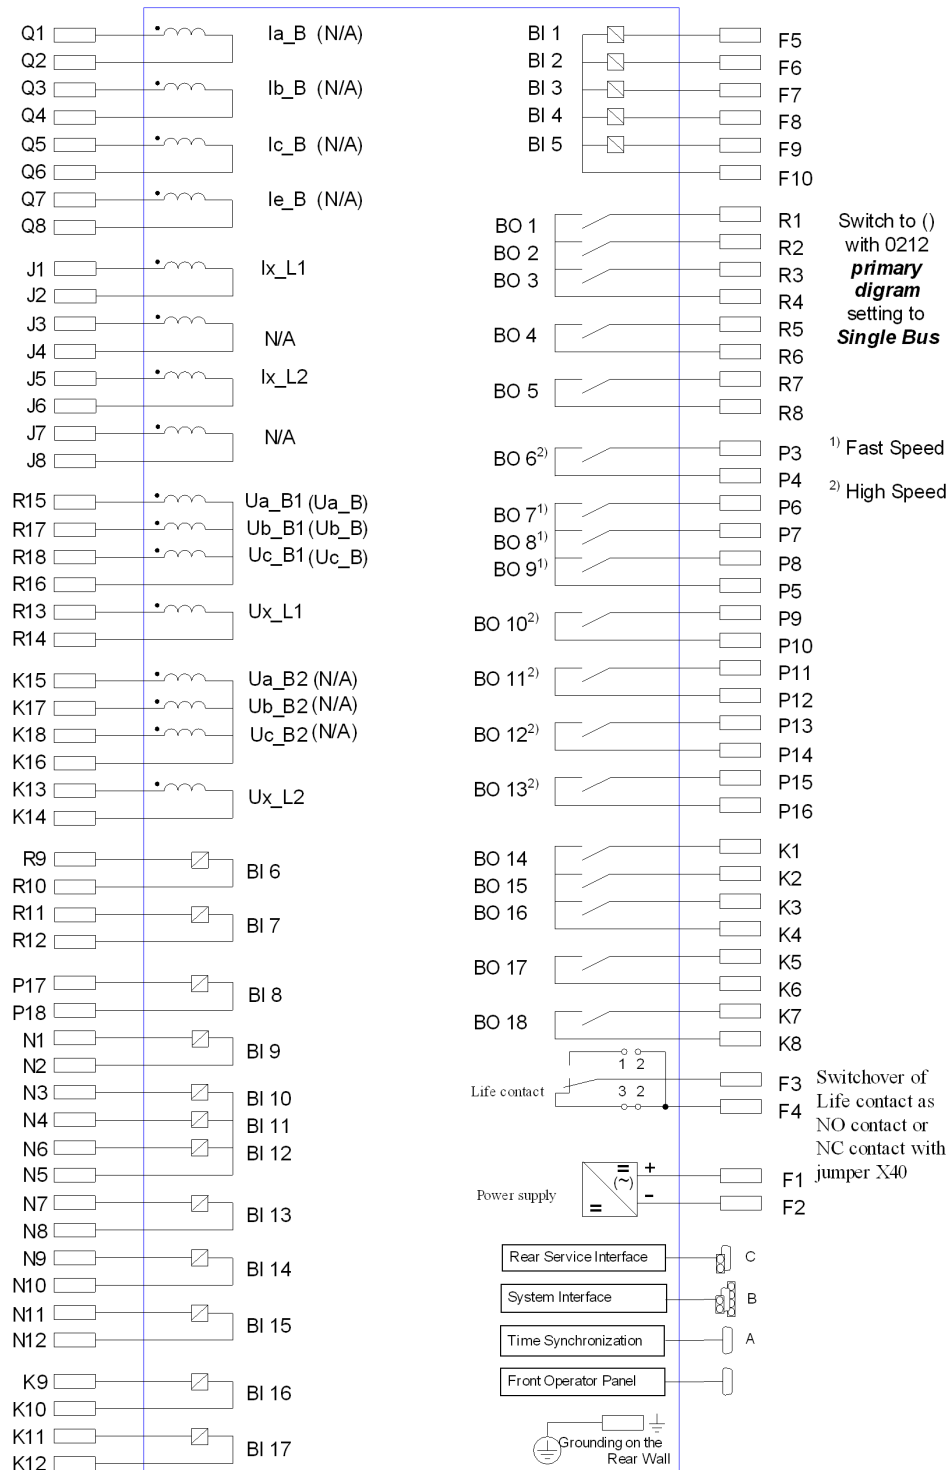 Q1 Ia_B (N/A)
Q2
Q3 Ib_B (N/A)
Q4
Q5 Ic_B (N/A)
Q6
Q7 Ie_B (N/A)
Q8
J1 Ix_L1
J2
J3
N/A
J4
J5 Ix_L2
J6
J7
N/A
J8
R15 Ua_B1 (Ua_B)
R17 Ub_B1 (Ub_B)
R18 Uc_B1 (Uc_B)
R16
R13 Ux_L1
R14
K15 Ua_B2 (N/A)
K17 Ub_B2 (N/A)
K18 Uc_B2 (N/A)
K16
K13
Ux_L2
K14
R9
BI 6
R10
R11
BI 7
R12
P17
BI 8
P18
N1
BI 9
N2
N3 BI 10
N4 BI 11
N6 BI 12
N5
N7
BI 13
N8
N9
BI 14
N10
N11
BI 15
N12
K9
BI 16
K10
K11
BI 17
K12
BI 1 F5
BI 2 F6
BI 3 F7
BI 4 F8
BI 5 F9
F10
BO 1 R1
BO 2 R2
BO 3 R3
R4
BO 4 R5
R6
BO 5 R7
R8
BO 6 2) P3
P4
BO 7 1) P6
BO 8 1) P7
BO 9 1) P8
P5
BO 10 2) P9
P10
BO 11 2) P11
P12
BO 12 2) P13
P14
BO 13 2) P15
P16
BO 14 K1
BO 15 K2
BO 16 K3
K4
BO 17 K5
K6
BO 18 K7
K8
1 2
Life contact 3 2 F3
F4
Power supply = (~) = + - F1
F2
Rear Service Interface C
System Interface B
Time Synchronization A
Front Operator Panel
Grounding on the
Rear Wall
Switch to ()
with 0212
primary
digram
setting to
Single Bus
1) Fast Speed
2) High Speed
Switchover of
Life contact as
NO contact or
NC contact with
jumper X40